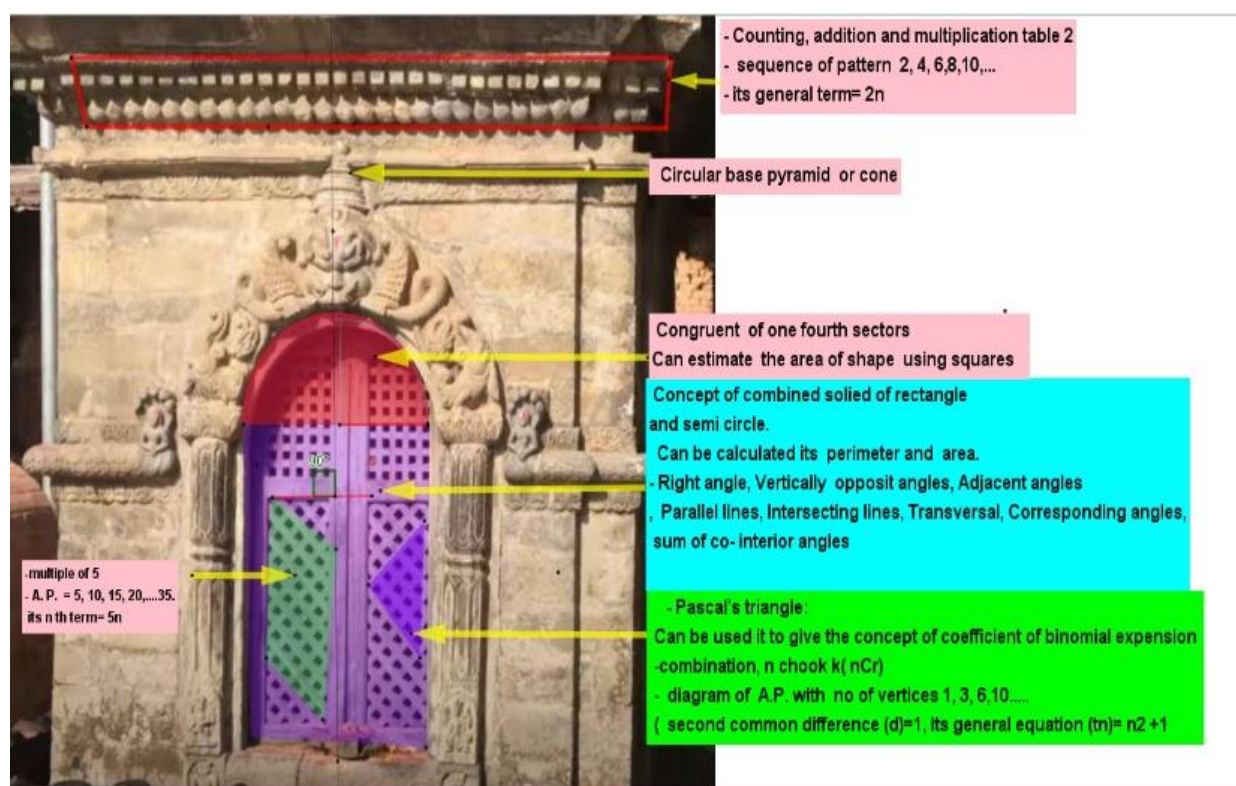 - Counting, addition and multiplication table 2
- sequence of pattern 2, 4, 6,8,10,...
- its general term= 2n
Circular base pyramid or cone
Congruent of one fourth sectors
Can estimate the area of shape using squares
Concept of combined solied of rectangle
and semi circle.
Can be calculated its perimeter and area.
- Right angle, Vertically opposit angles, Adjacent angles
, Parallel lines, Intersecting lines, Transversal, Corresponding angles,
sum of co- interior angles
90°
-multiple of 5
- A. P. = 5, 10, 15, 20,....35.
its n th term= 5n
- Pascal's triangle:
Can be used it to give the concept of coefficient of binomial expension
-combination, n chook k( nCr)
- diagram of A.P. with no of vertices 1, 3, 6,10.....
( second common difference (d)=1, its general equation (tn)= n2 +1